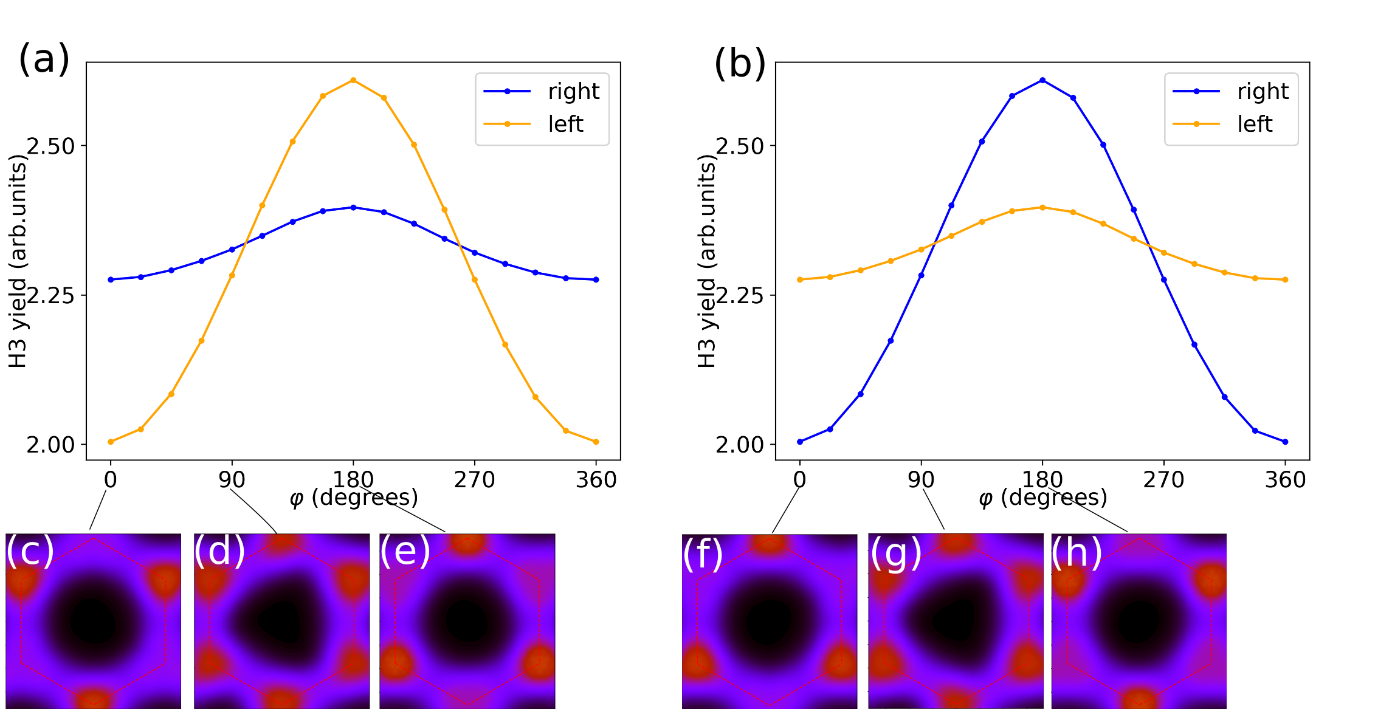 (a)
right
left
2.50
2.25
2.00
H3 yield (arb.units)
0 90 180 270 360
φ (degrees)
(b)
right
left
2.50
2.25
2.00
H3 yield (arb.units)
0 90 180 270 360
φ (degrees)
(c) (d) (e) (f) (g) (h)